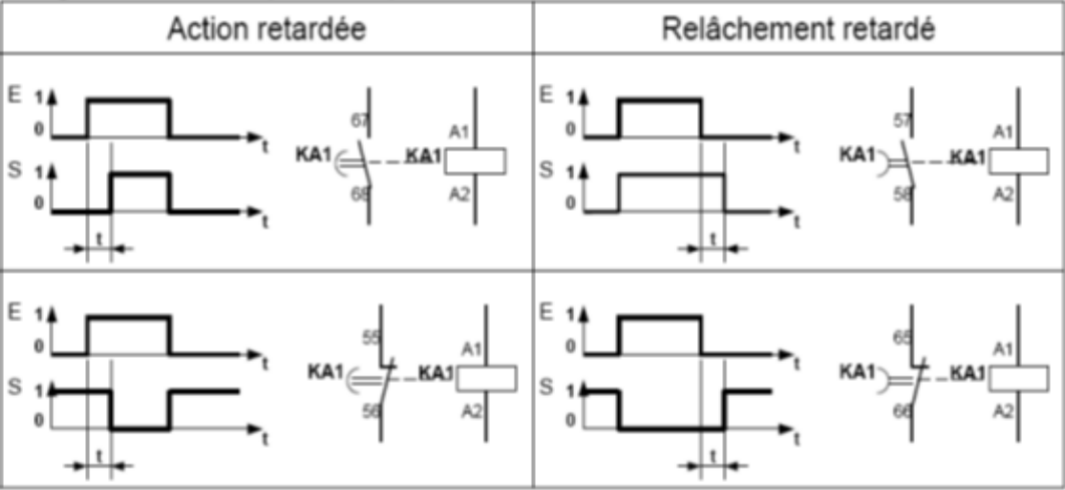 Action retardée
Relâchement retardé
E 1
0
t
S 1
0
t
t
67
KA1
68
A1
KA1
A2
E 1
0
t
S 1
0
t
t
57
KA1
58
A1
KA1
A2
E 1
0
t
S 1
0
t
t
55
KA1
56
A1
KA1
A2
E 1
0
t
S 1
0
t
t
65
KA1
66
A1
KA1
A2